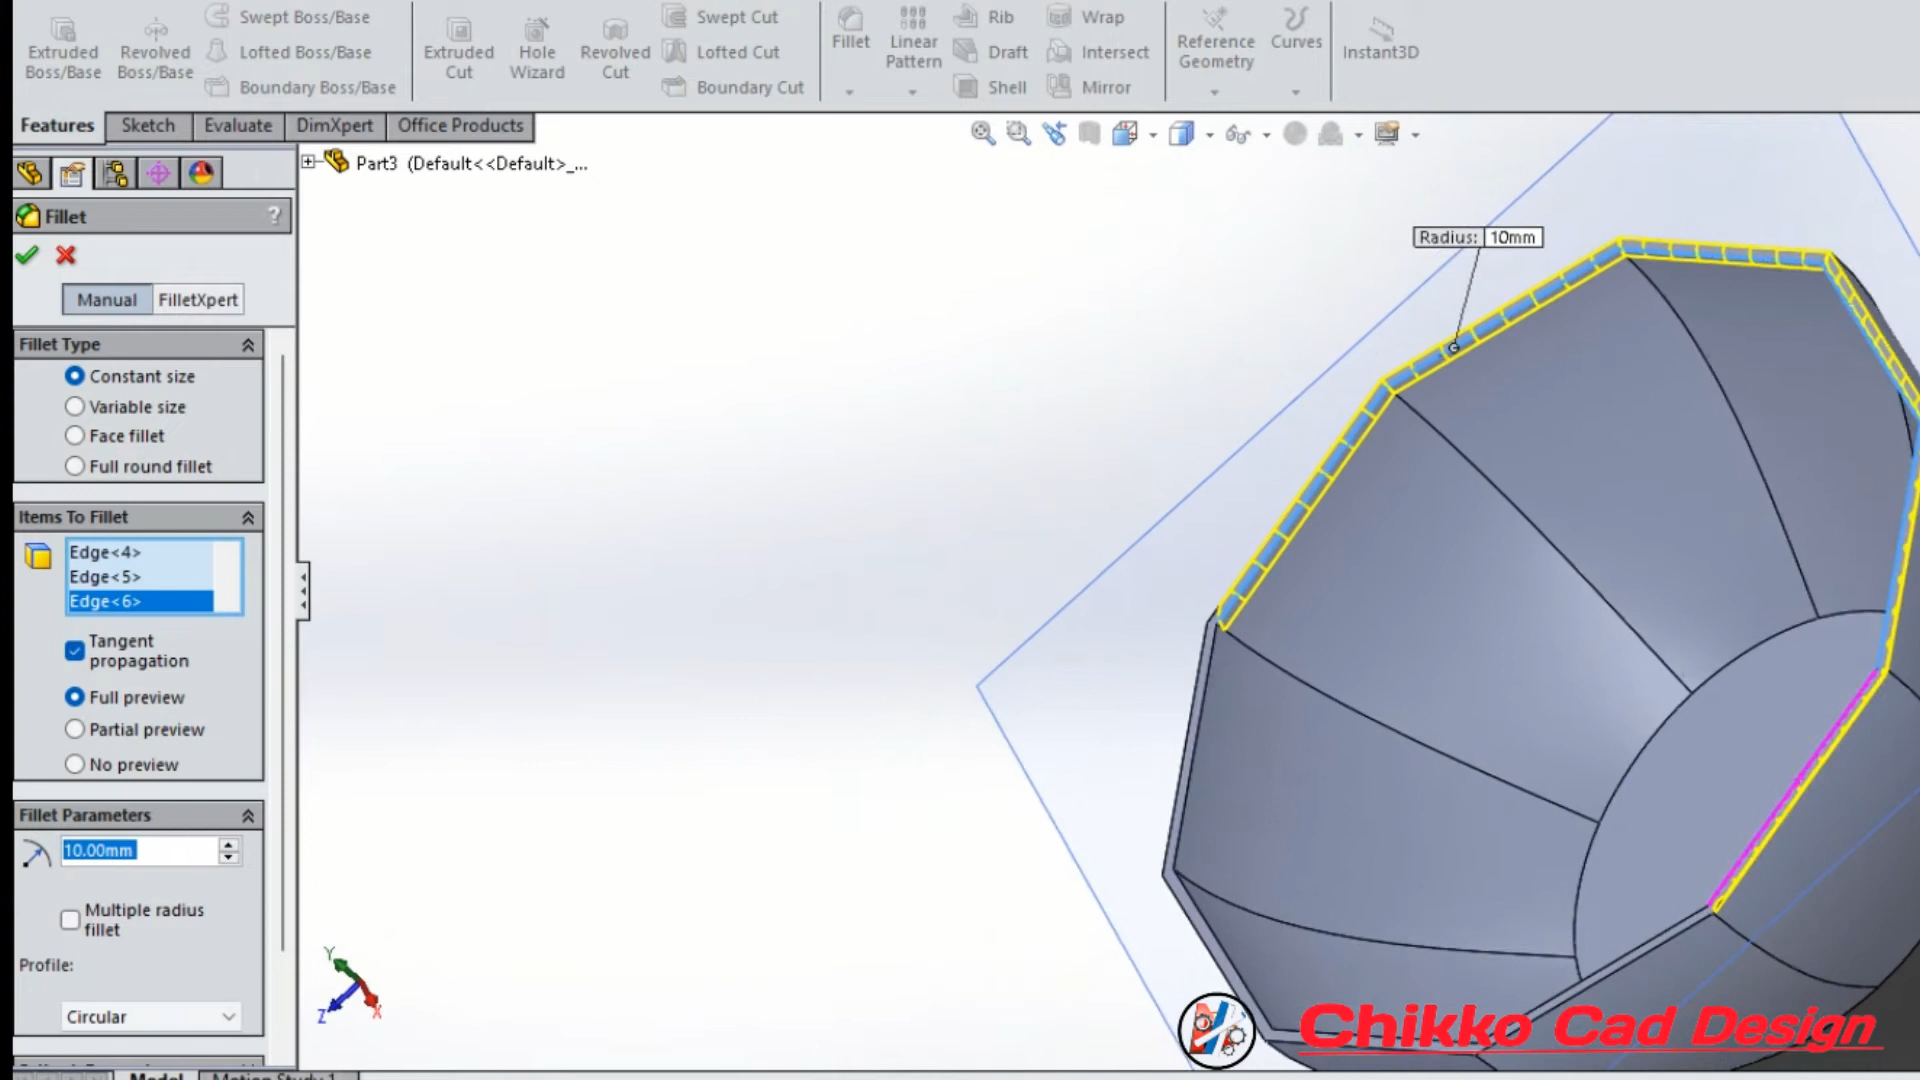 Extruded Boss/Base
Revolved Boss/Base
Swept Boss/Base
Lofted Boss/Base
Boundary Boss/Base
Extruded Cut
Hole Wizard
Revolved Cut
Swept Cut
Lofted Cut
Boundary Cut
Fillet
Linear Pattern
Rib
Draft
Shell
Wrap
Intersect
Mirror
Reference Geometry
Curves
Instant3D
Features
Sketch
Evaluate
DimXpert
Office Products
Part3 (Default<<Default>_...
Fillet
?
Manual
FilletXpert
Radius: 10mm
Fillet Type
Constant size
Variable size
Face fillet
Full round fillet
Items To Fillet
Edge<4>
Edge<5>
Edge<6>
Tangent
propagation
Full preview
Partial preview
No preview
Fillet Parameters
10.00mm
Multiple radius
fillet
Profile:
Circular
Y
Z
X
Chikko Cad Design
Model
Motion Study 1